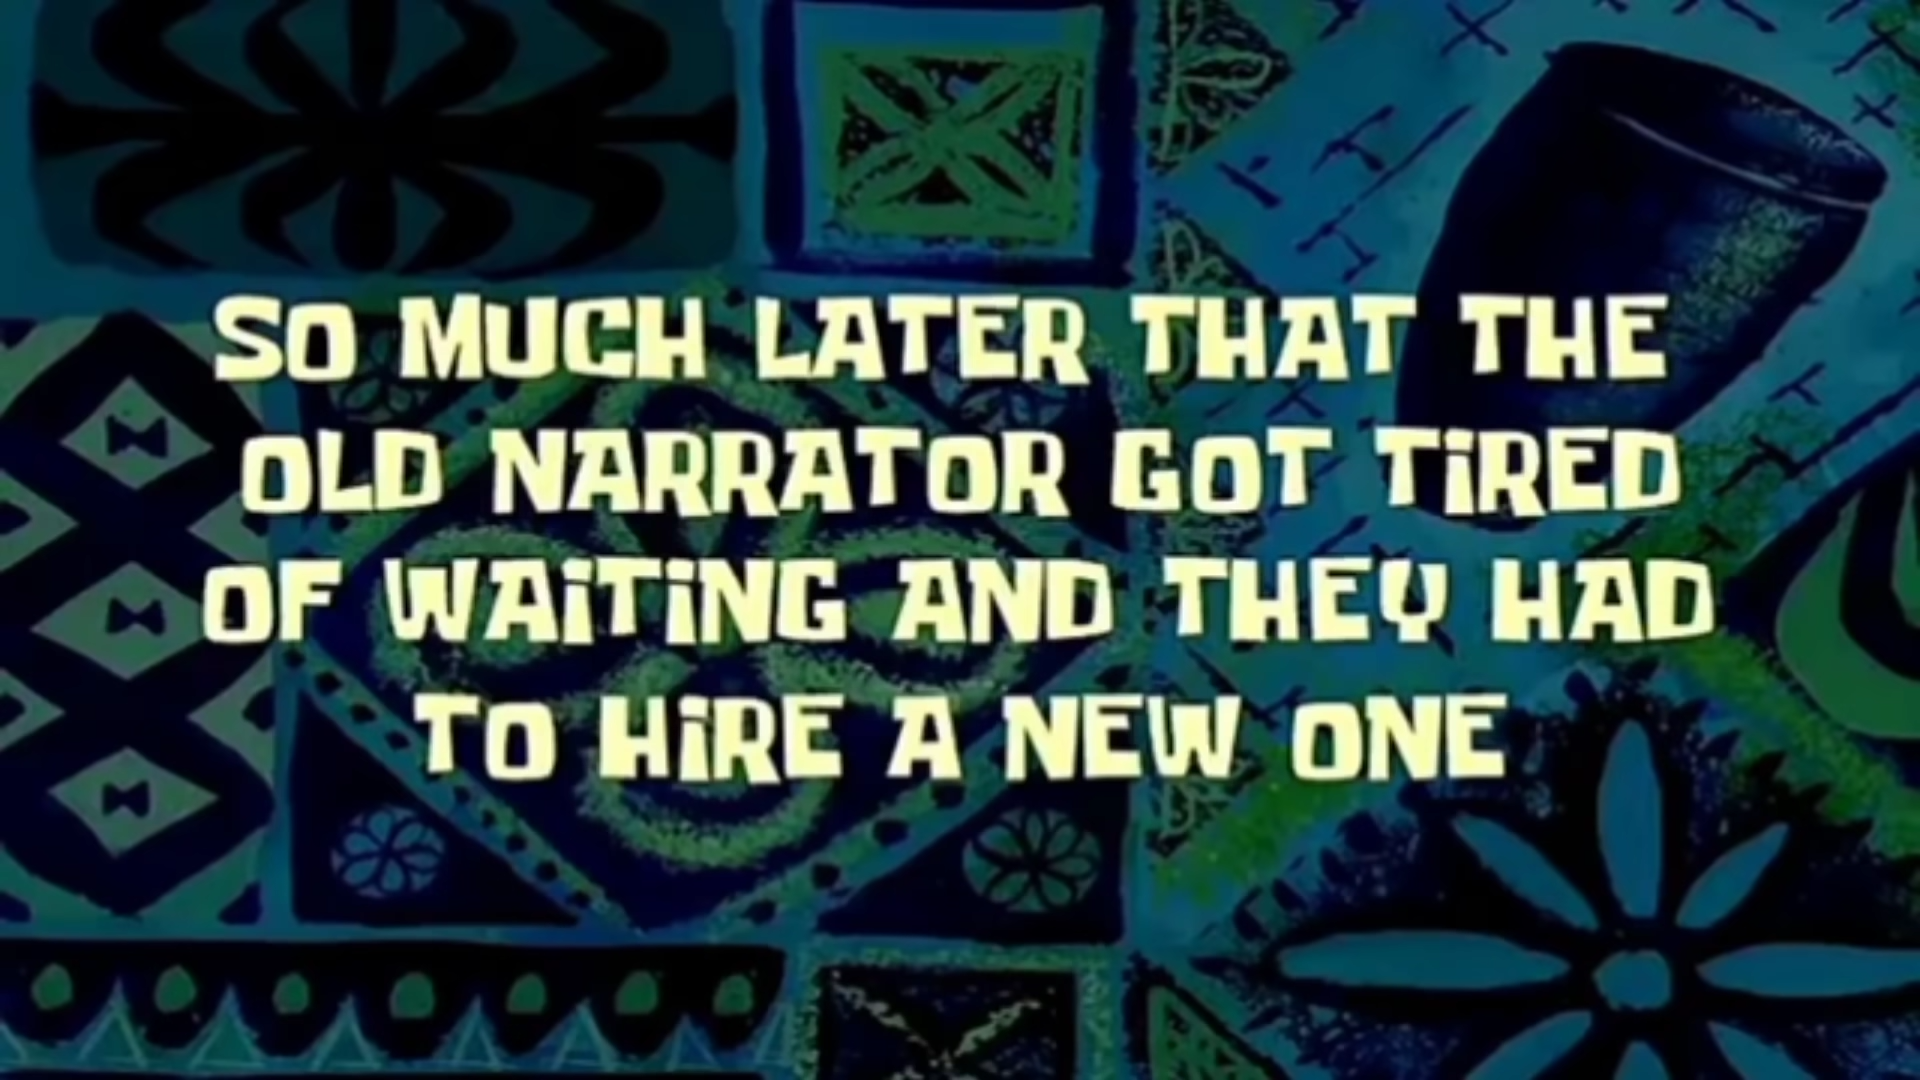 SO MUCH LATER THAT THE
OLD NARRATOR GOT TIRED
OF WAITING AND THEY HAD
TO HIRE A NEW ONE